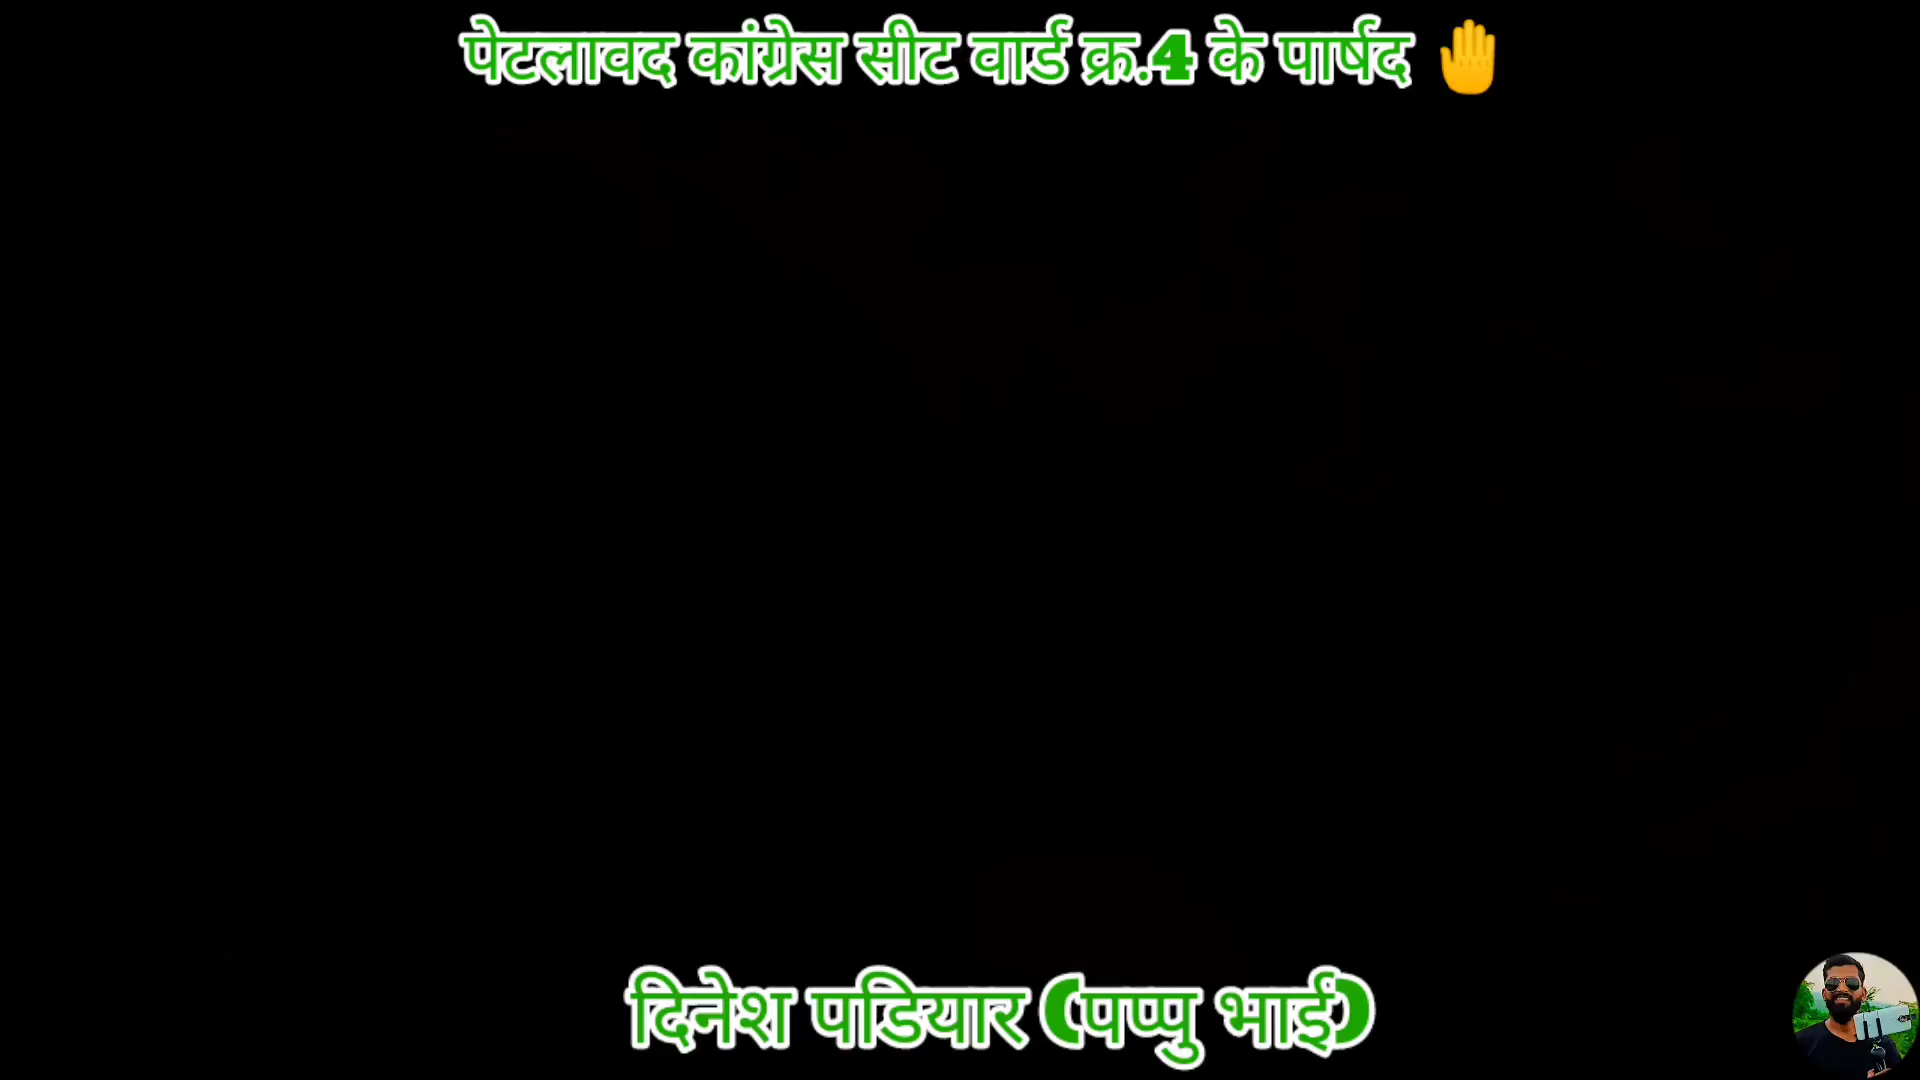 पेटलावद कांग्रेस सीट वार्ड क्र.4 के पार्षद 🤚
दिनेश पडियार (पप्पु भाई)